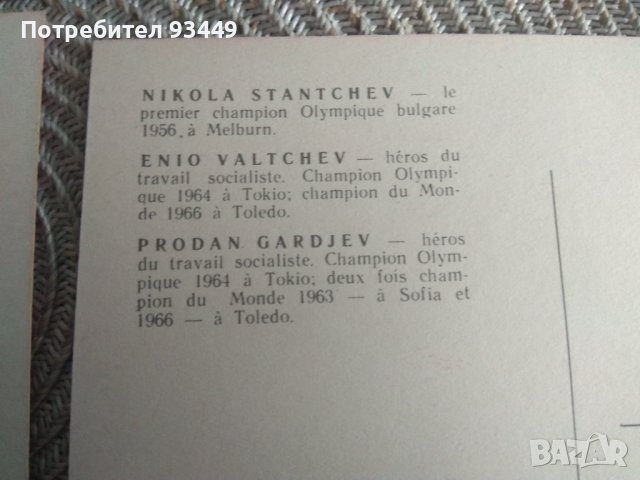 Потребител 93449
NIKOLA STANTCHEV — le
premier champion Olympique bulgare
1956, à Melburn.
ENIO VALTCHEV — héros du
travail socialiste. Champion Olympi-
que 1964 à Tokio; champion du Mon-
de 1966 à Toledo.
PRODAN GARDJEV — héros
du travail socialiste. Champion Olym-
pique 1964 à Tokio; deux fois cham-
pion du Monde 1963 — à Sofia et
1966 — à Toledo.
BAZAR